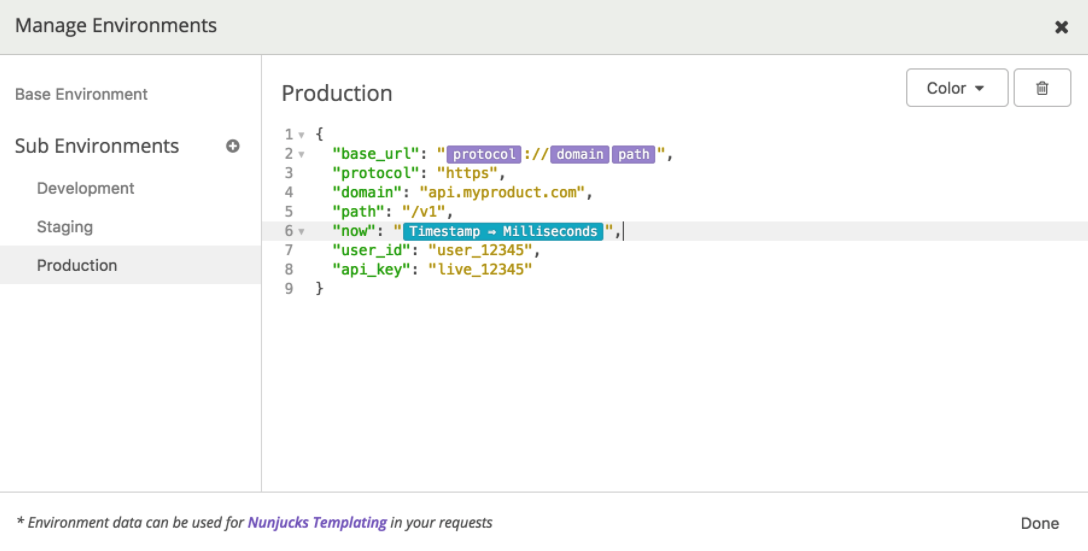 Manage Environments
Base Environment
Sub Environments
Development
Staging
Production
Production
Color
1 {
2 "base_url": "protocol://domain path",
3 "protocol": "https",
4 "domain": "api.myproduct.com",
5 "path": "/v1",
6 "now": "Timestamp → Milliseconds",
7 "user_id": "user_12345",
8 "api_key": "live_12345"
9 }
* Environment data can be used for Nunjucks Templating in your requests
Done